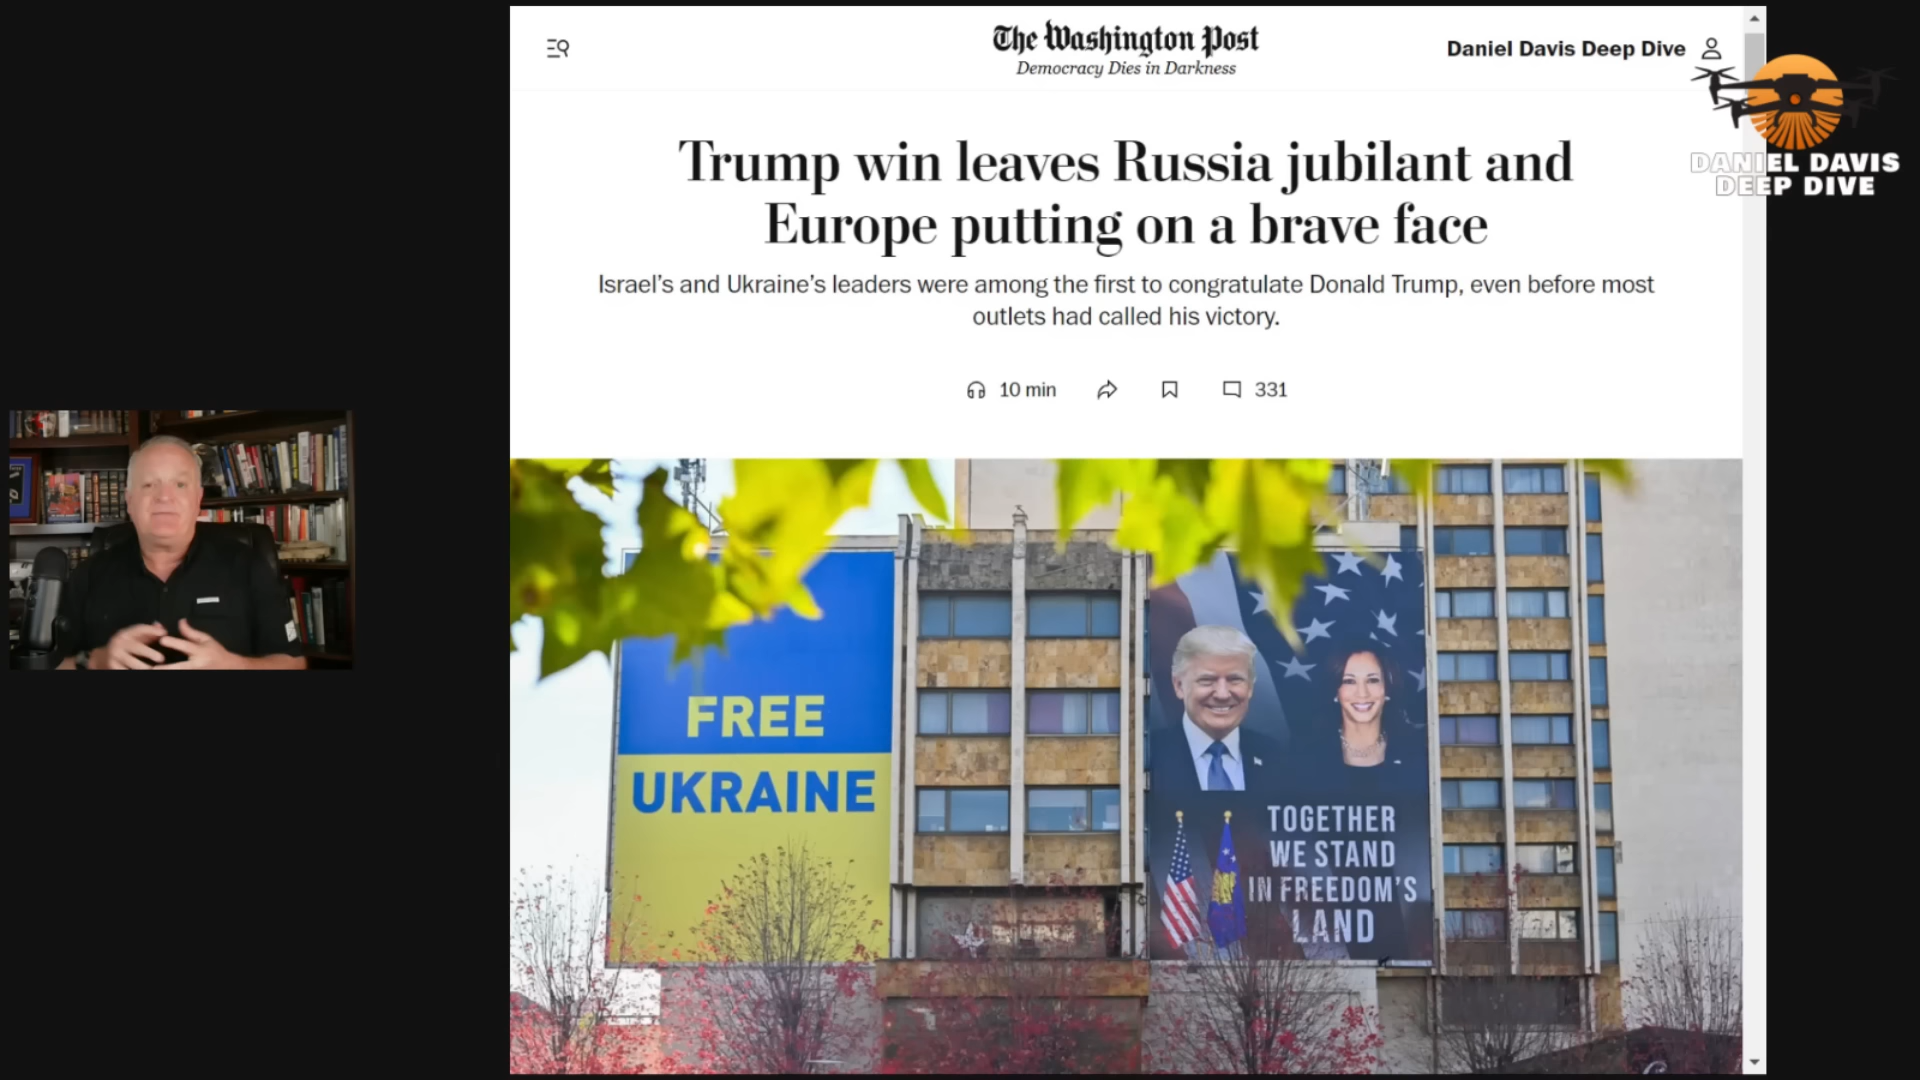 The Washington Post
Democracy Dies in Darkness
Daniel Davis Deep Dive
DANIEL DAVIS
DEEP DIVE
Trump win leaves Russia jubilant and
Europe putting on a brave face
Israel’s and Ukraine’s leaders were among the first to congratulate Donald Trump, even before most
outlets had called his victory.
10 min
331
FREE
UKRAINE
TOGETHER
WE STAND
IN FREEDOM’S
LAND